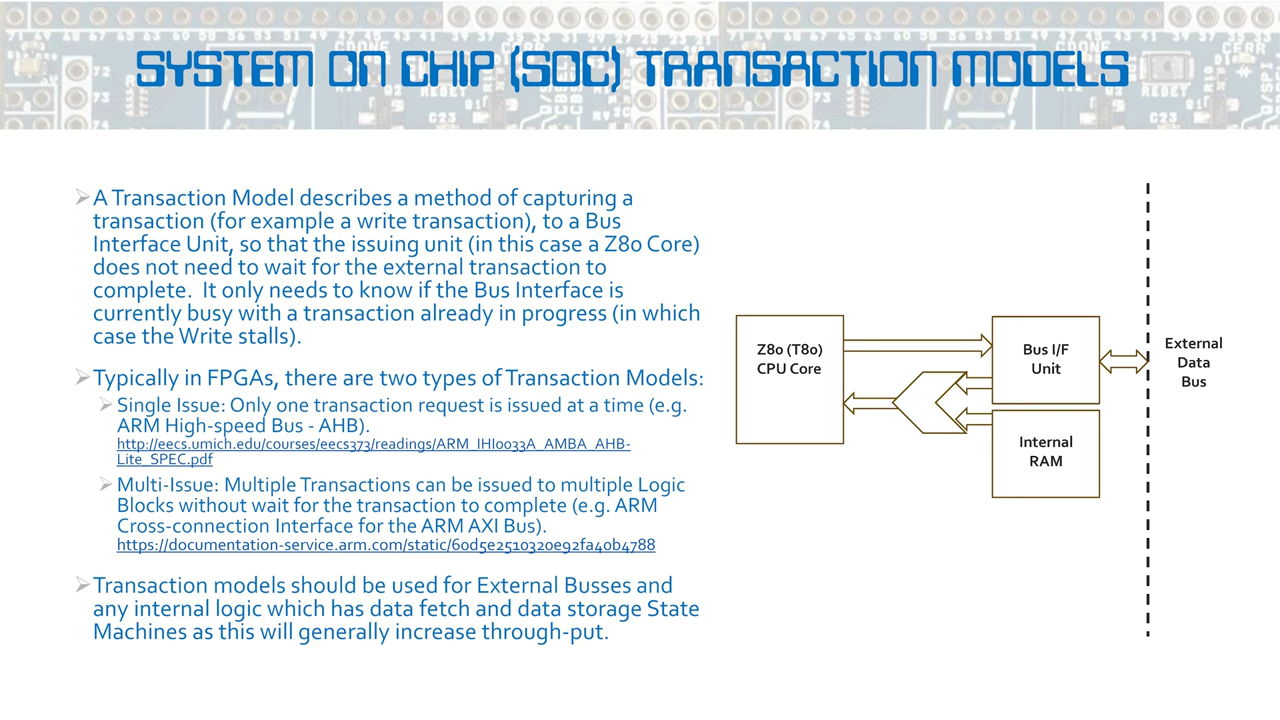 SYSTEM ON CHIP (SOC) TRANSACTION MODELS
A Transaction Model describes a method of capturing a
transaction (for example a write transaction), to a Bus
Interface Unit, so that the issuing unit (in this case a Z80 Core)
does not need to wait for the external transaction to
complete.  It only needs to know if the Bus Interface is
currently busy with a transaction already in progress (in which
case the Write stalls).
Typically in FPGAs, there are two types of Transaction Models:
Single Issue: Only one transaction request is issued at a time (e.g.
ARM High-speed Bus - AHB).
http://eecs.umich.edu/courses/eecs373/readings/ARM_IHI0033A_AMBA_AHB-
Lite_SPEC.pdf
Multi-Issue: Multiple Transactions can be issued to multiple Logic
Blocks without wait for the transaction to complete (e.g. ARM
Cross-connection Interface for the ARM AXI Bus).
https://documentation-service.arm.com/static/60d5e2510320e92fa40b4788
Transaction models should be used for External Busses and
any internal logic which has data fetch and data storage State
Machines as this will generally increase through-put.
Z80 (T80)
CPU Core
Bus I/F
Unit
Internal
RAM
External
Data
Bus